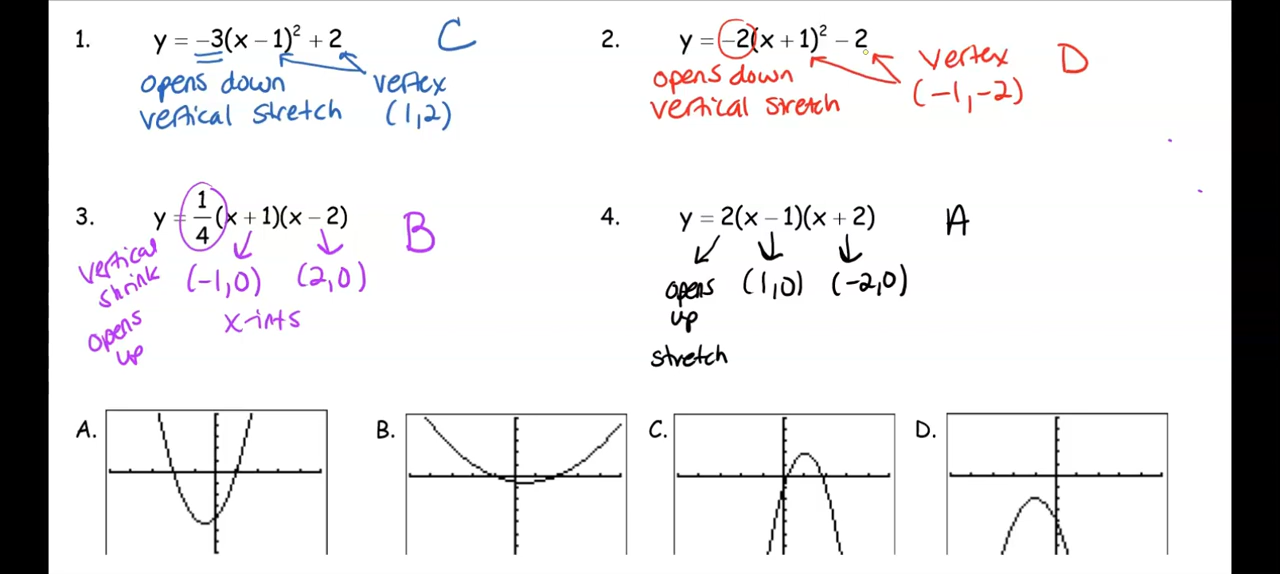 1. y = -3(x - 1)² + 2 C
opens down vertex
vertical stretch (1,2)
2. y = -2(x + 1)² - 2 vertex D
opens down (-1,-2)
vertical stretch
3. y = 1/4 (x + 1)(x - 2) B
vertical
shrink (-1,0) (2,0)
opens x-ints
up
4. y = 2(x - 1)(x + 2) A
opens (1,0) (-2,0)
up
stretch
A. B. C. D.